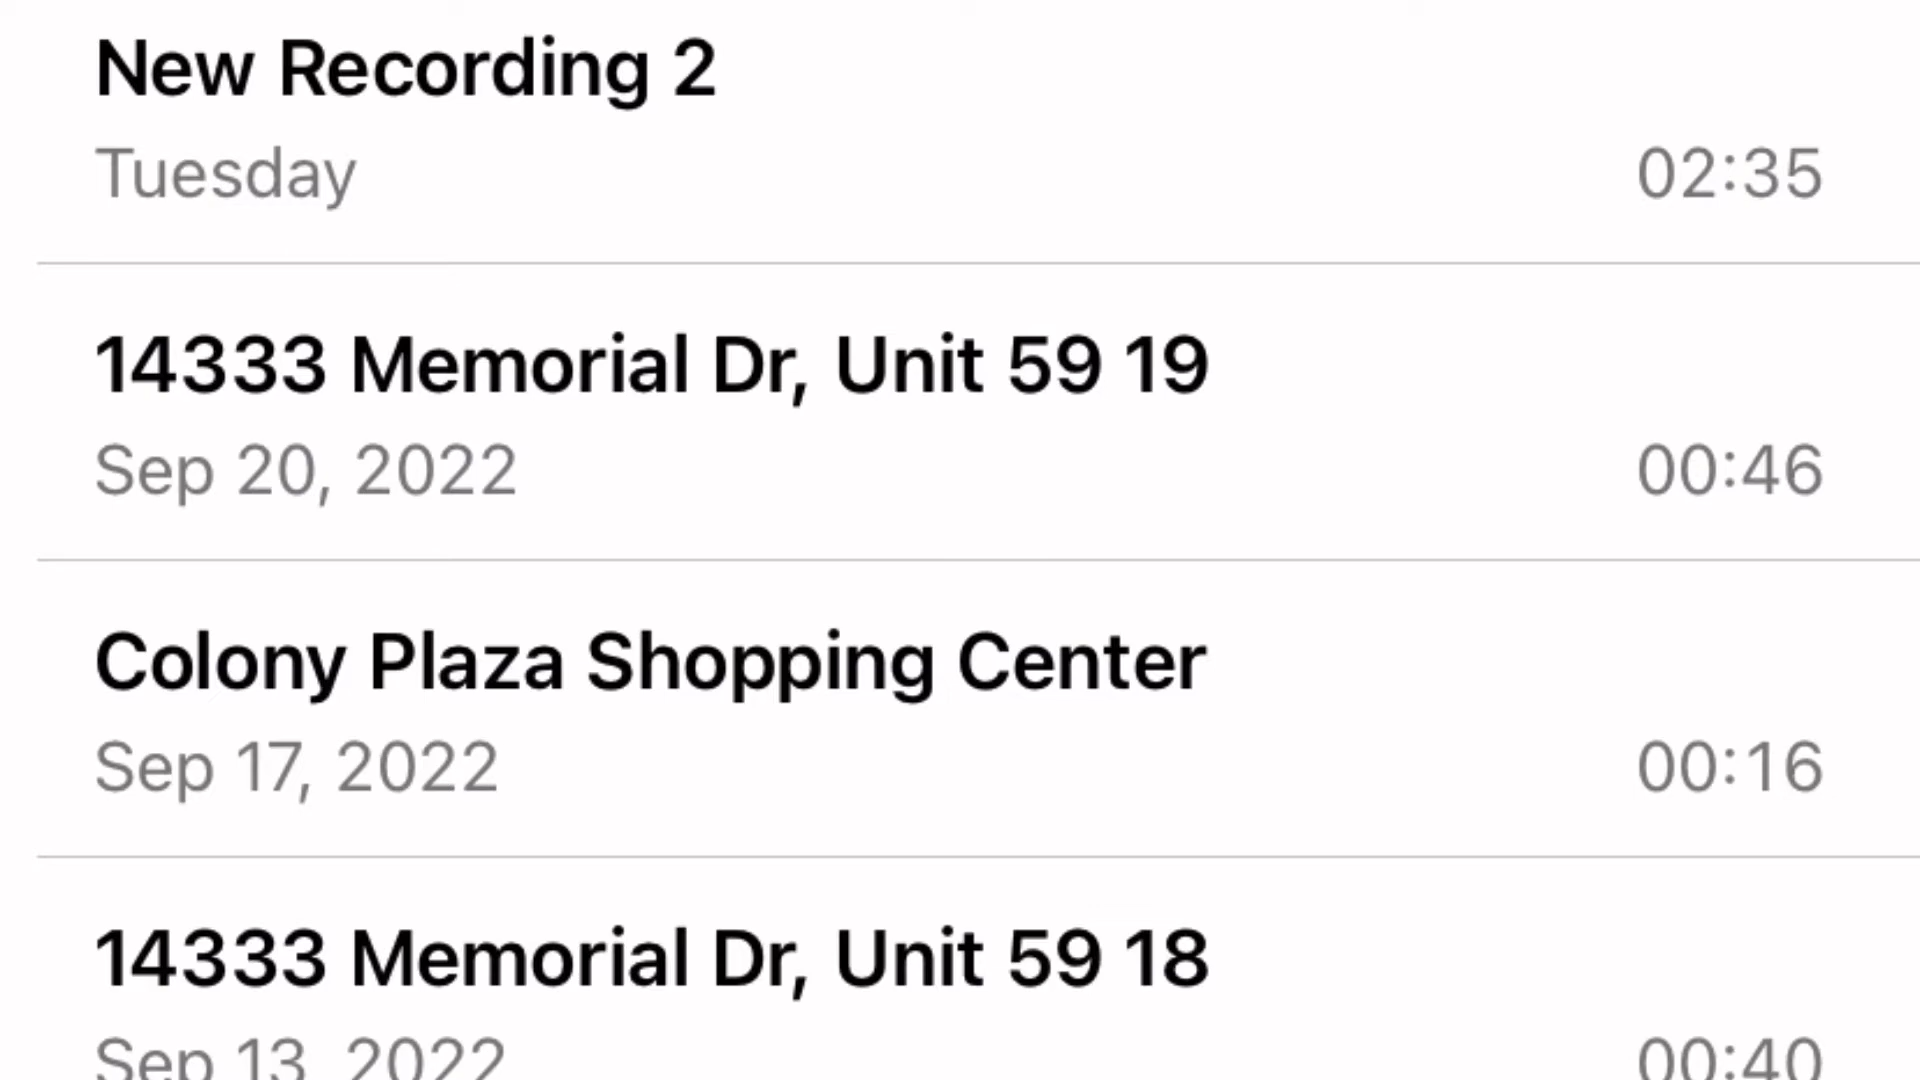 New Recording 2
Tuesday 02:35
14333 Memorial Dr, Unit 59 19
Sep 20, 2022 00:46
Colony Plaza Shopping Center
Sep 17, 2022 00:16
14333 Memorial Dr, Unit 59 18
Sep 13, 2022 00:40